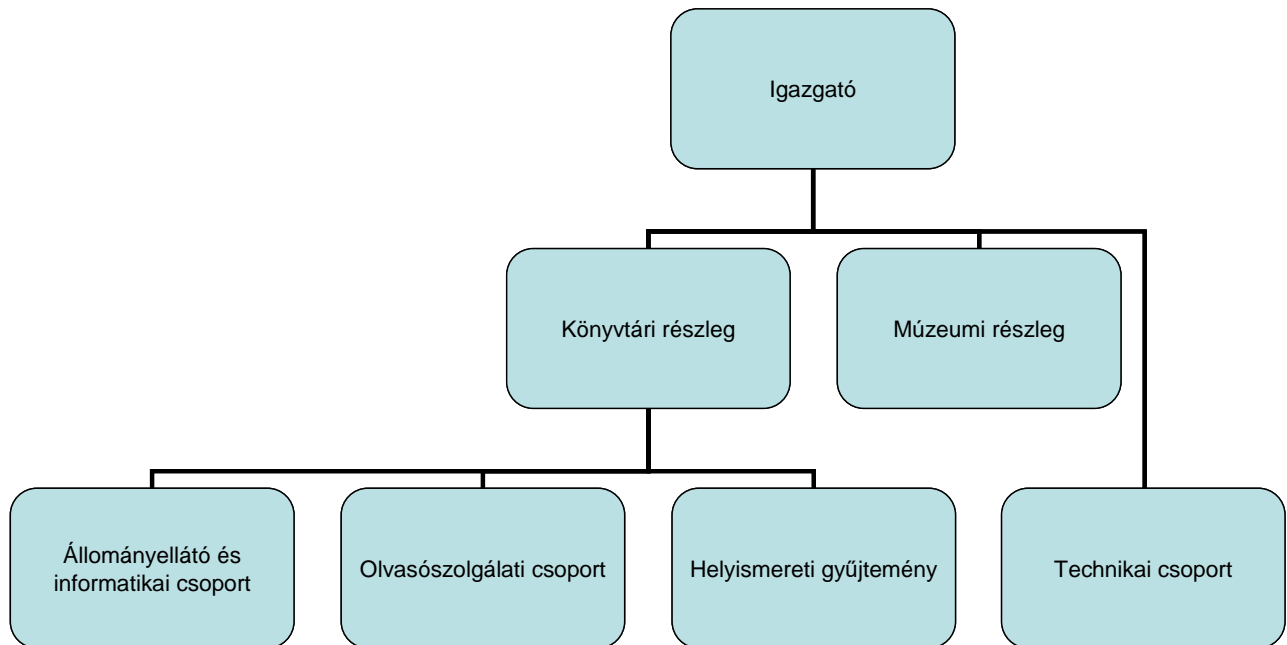 Igazgató
Könyvtári részleg
Múzeumi részleg
Állományellátó és
informatikai csoport
Olvasószolgálati csoport
Helyismereti gyűjtemény
Technikai csoport